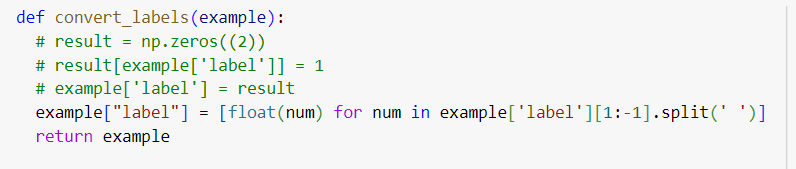 def convert_labels(example):
  # result = np.zeros((2))
  # result[example['label']] = 1
  # example['label'] = result
  example["label"] = [float(num) for num in example['label'][1:-1].split(' ')]
  return example